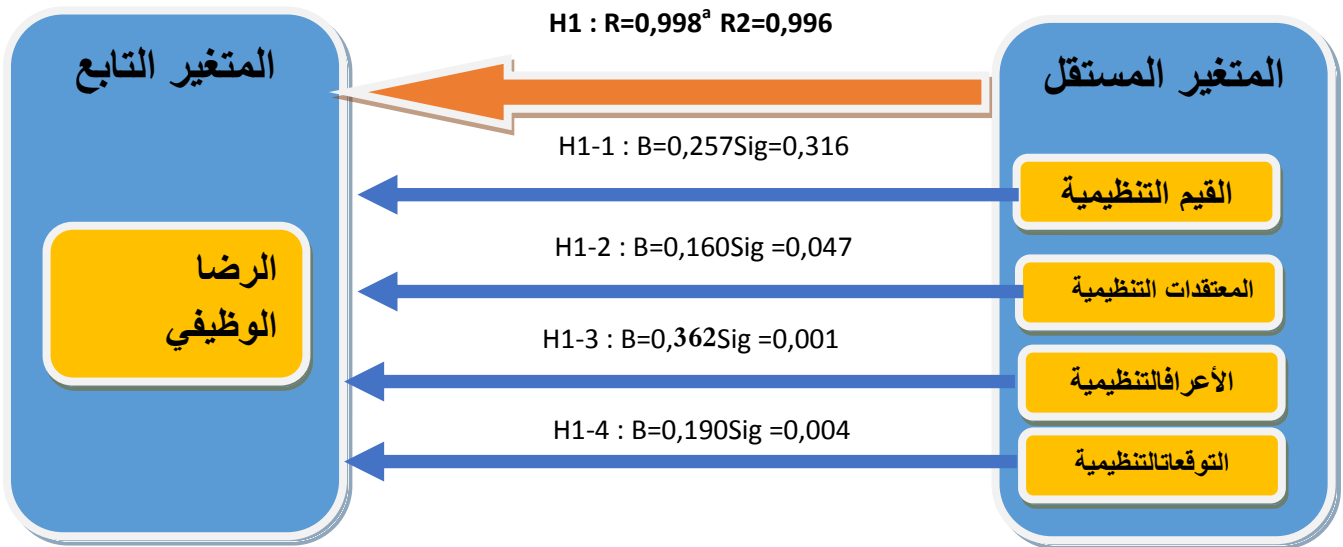 H1 : R=0,998ᵃ R2=0,996
المتغير المستقل
المتغير التابع
H1-1 : B=0,257Sig=0,316
القيم التنظيمية
H1-2 : B=0,160Sig =0,047
المعتقدات التنظيمية
الرضا
الوظيفي
H1-3 : B=0,362Sig =0,001
الأعرافالتنظيمية
H1-4 : B=0,190Sig =0,004
التوقعاتالتنظيمية